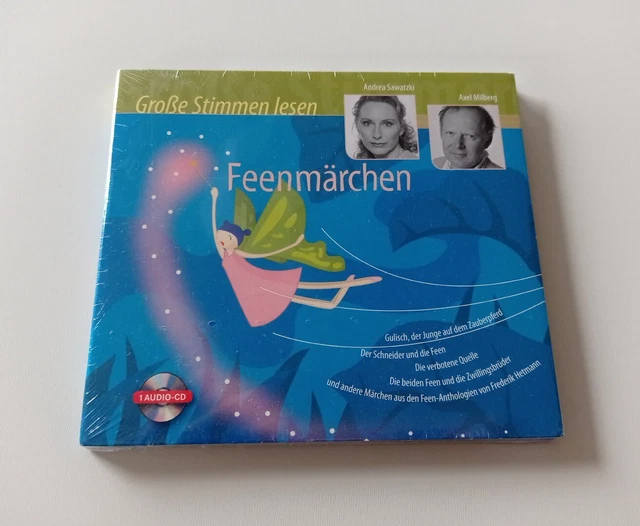 Große Stimmen lesen
Andrea Sawatzki
Axel Milberg
Feenmärchen
Gulisch, der Junge auf dem Zauberpferd
Der Schneider und die Feen
Die verbotene Quelle
Die beiden Feen und die Zwillingsbrüder
und andere Märchen aus den Feen-Anthologien von Frederik Hetmann
1 AUDIO-CD